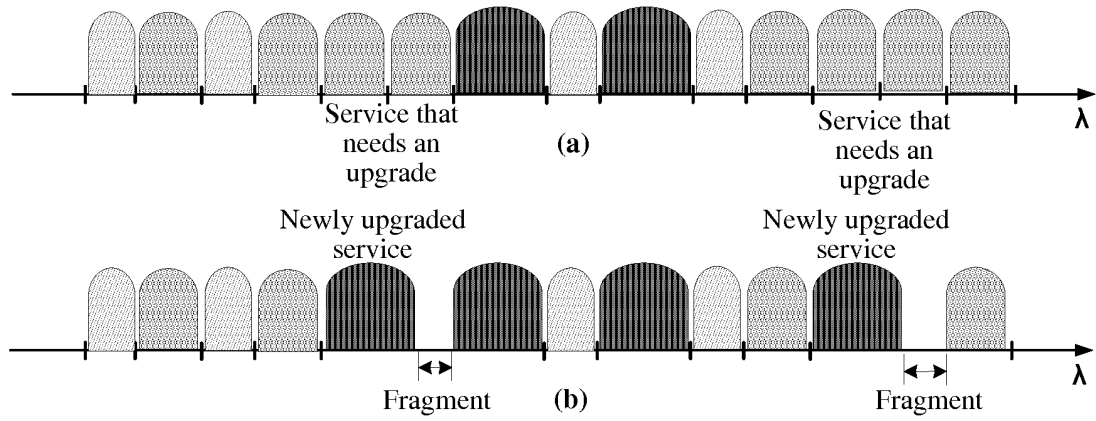 λ
Service that
needs an
upgrade
(a)
Service that
needs an
upgrade
Newly upgraded
service
Newly upgraded
service
λ
Fragment
(b)
Fragment